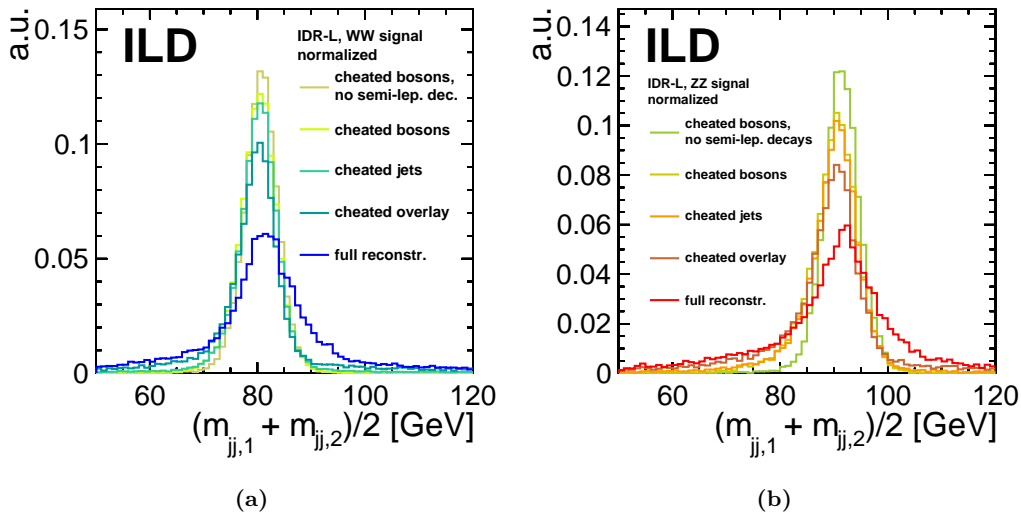 a.u.
0.15
0.1
0.05
0
ILD
IDR-L, WW signal
normalized
cheated bosons,
no semi-lep. dec.
cheated bosons
cheated jets
cheated overlay
full reconstr.
60 80 100 120
(m_jj,1 + m_jj,2)/2 [GeV]
(a)
a.u.
0.14
0.12
0.1
0.08
0.06
0.04
0.02
0
ILD
IDR-L, ZZ signal
normalized
cheated bosons,
no semi-lep. decays
cheated bosons
cheated jets
cheated overlay
full reconstr.
60 80 100 120
(m_jj,1 + m_jj,2)/2 [GeV]
(b)